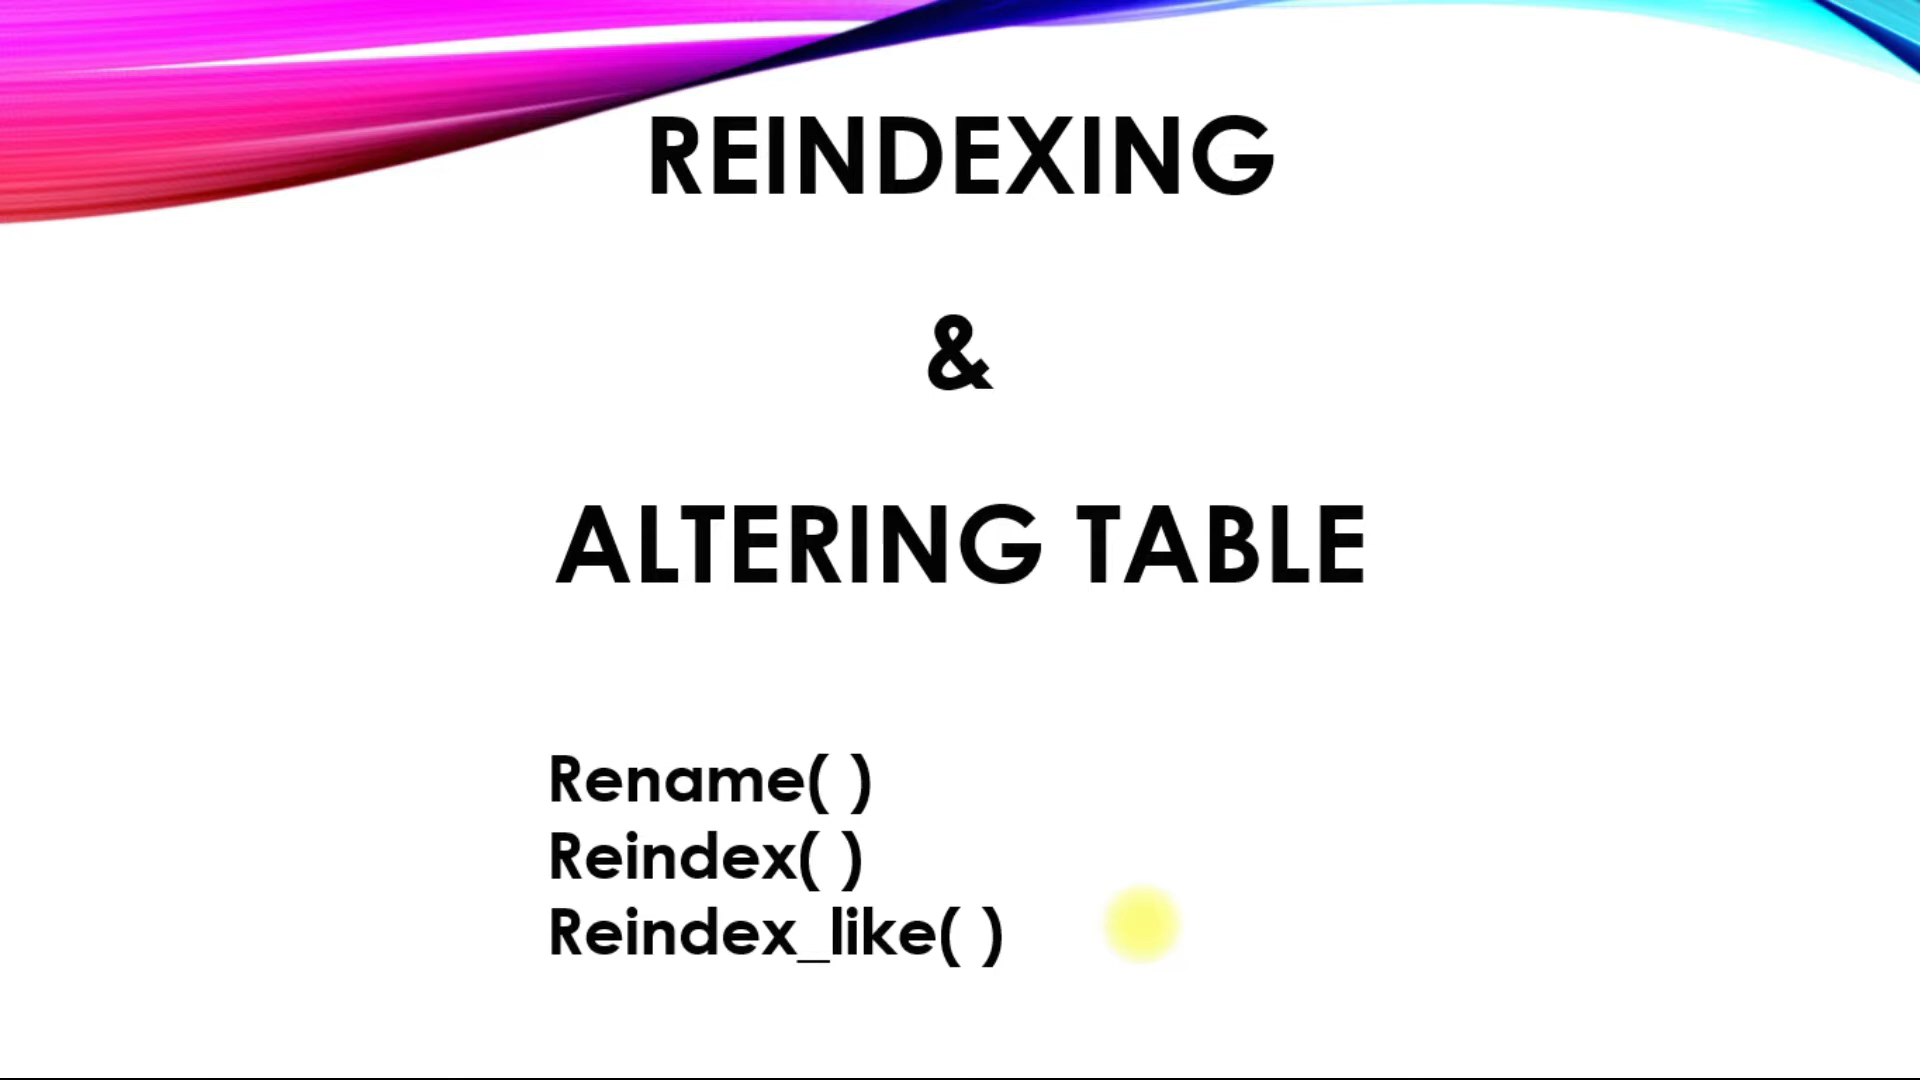 REINDEXING
&
ALTERING TABLE
Rename( )
Reindex( )
Reindex_like( )